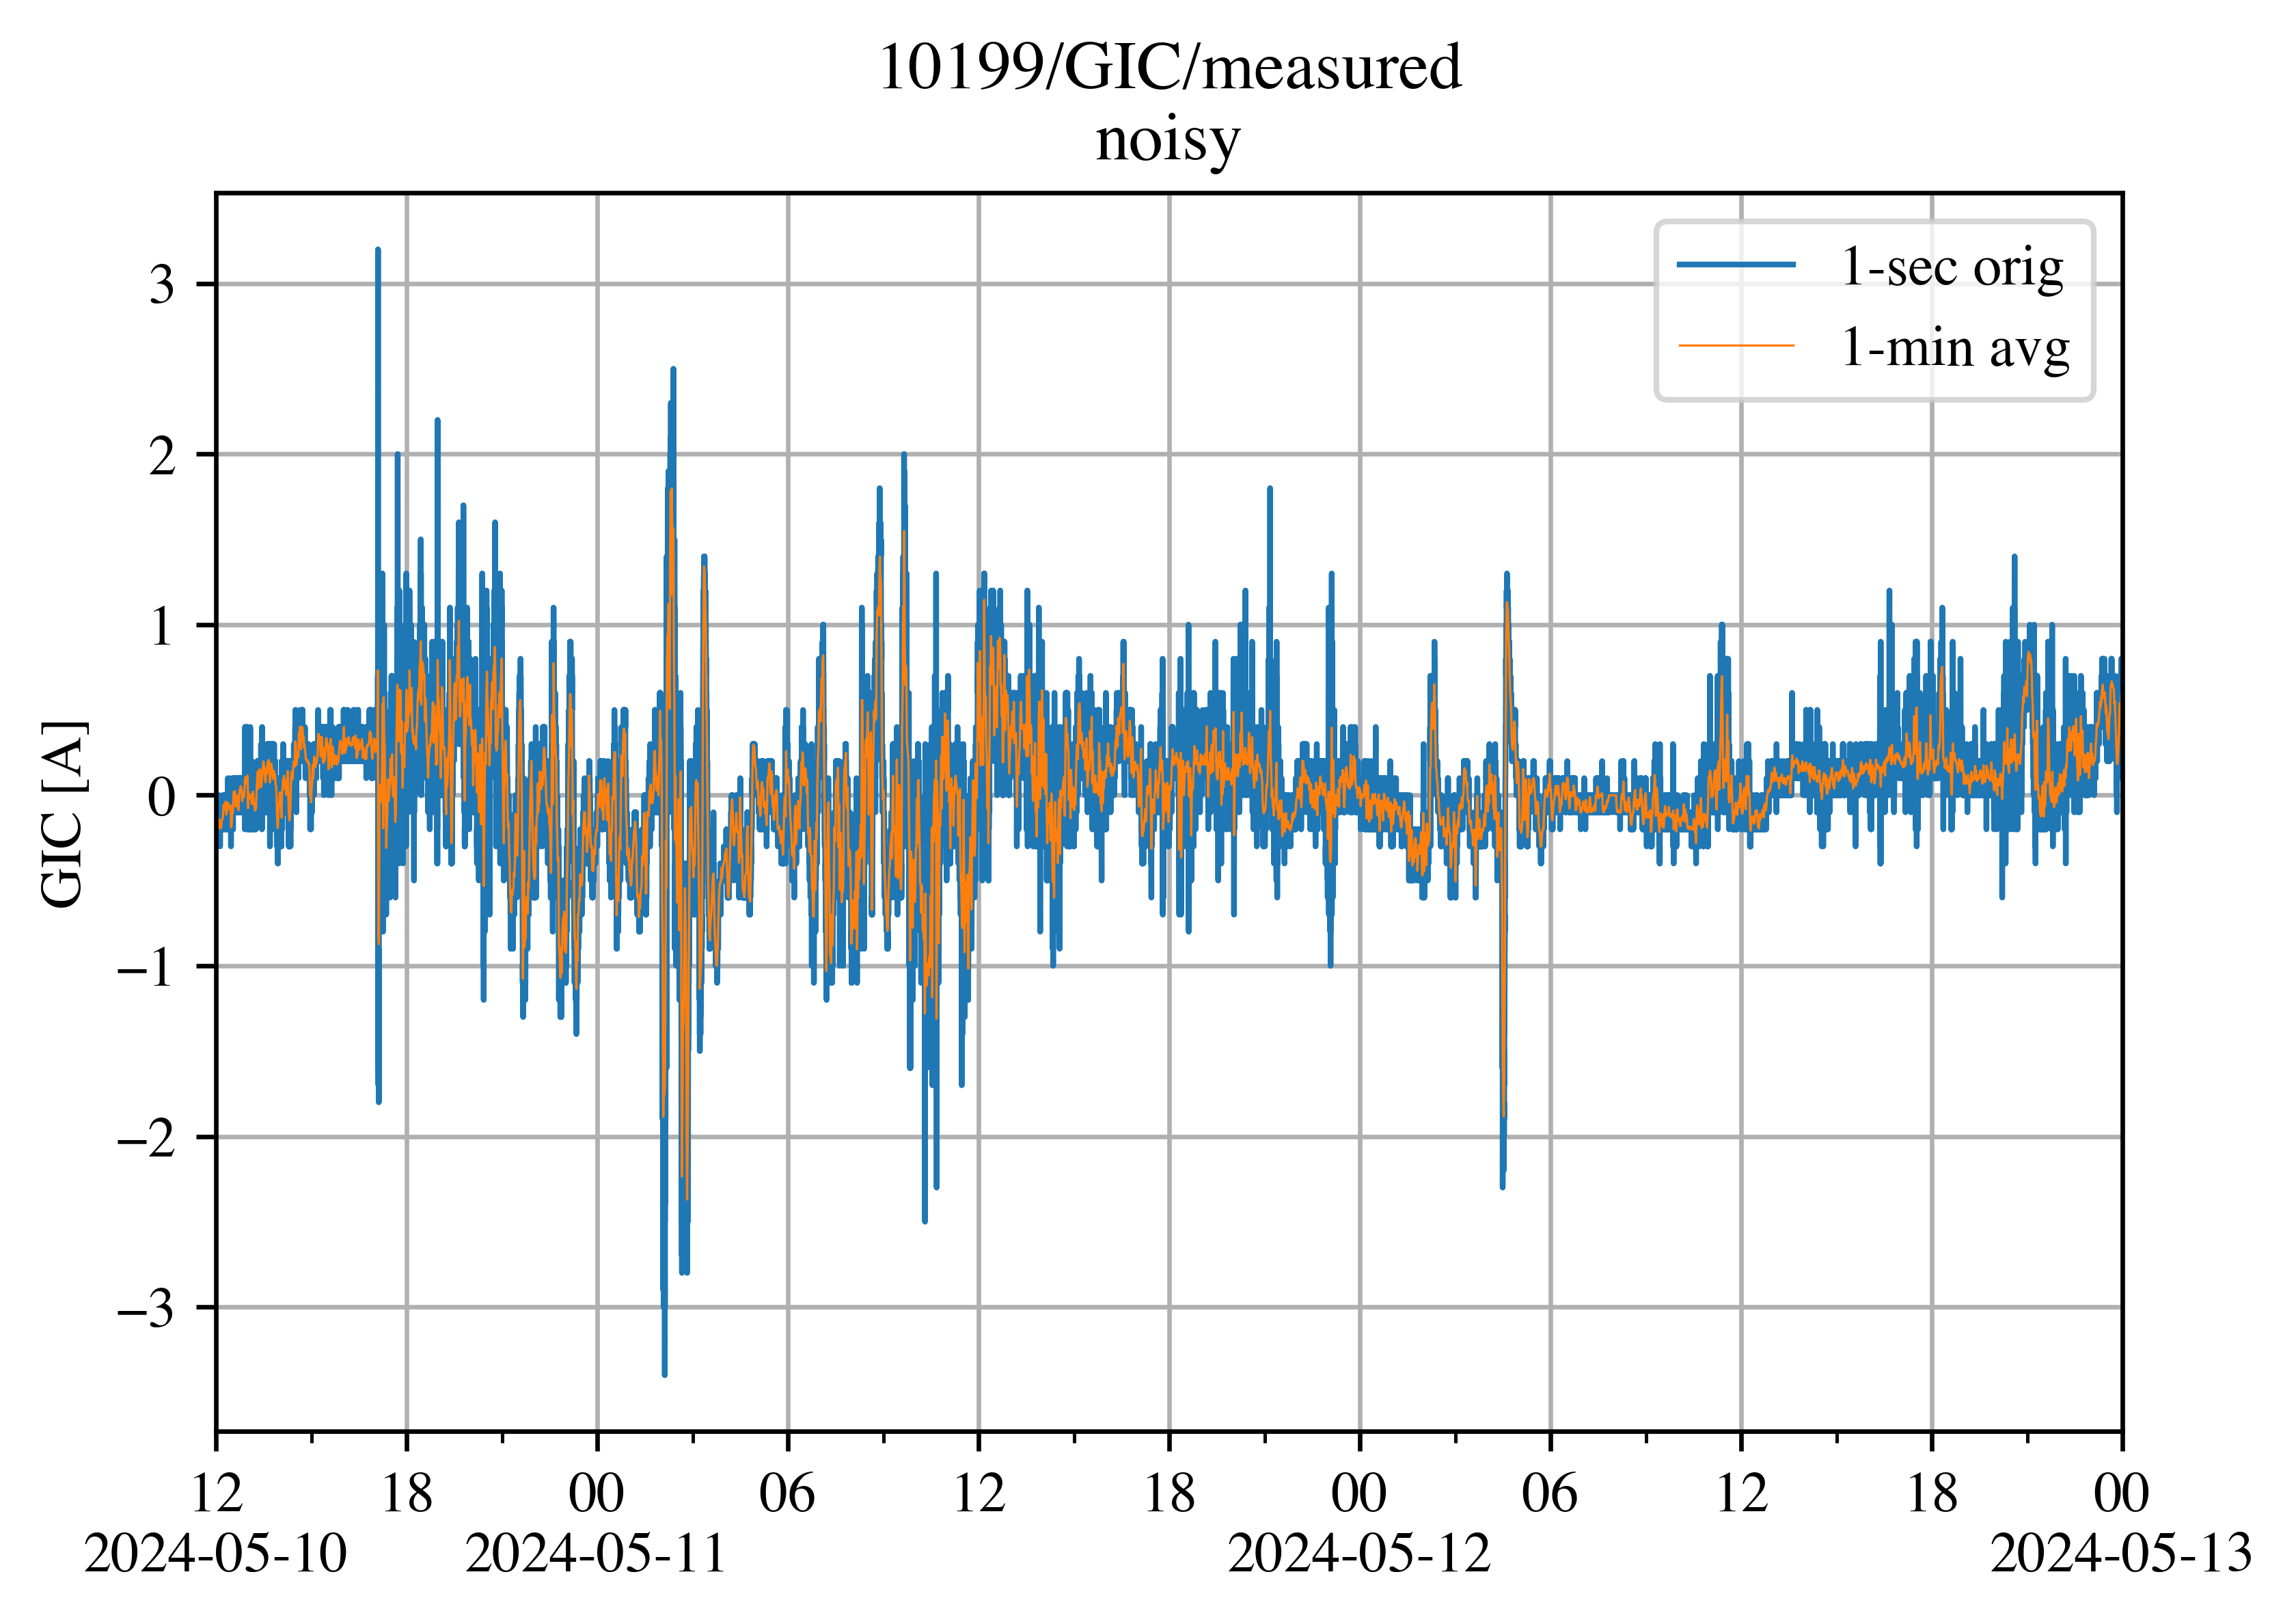 10199/GIC/measured
noisy
1-sec orig
1-min avg
GIC [A]
3
2
1
0
−1
−2
−3
12 18 00 06 12 18 00 06 12 18 00
2024-05-10 2024-05-11 2024-05-12 2024-05-13